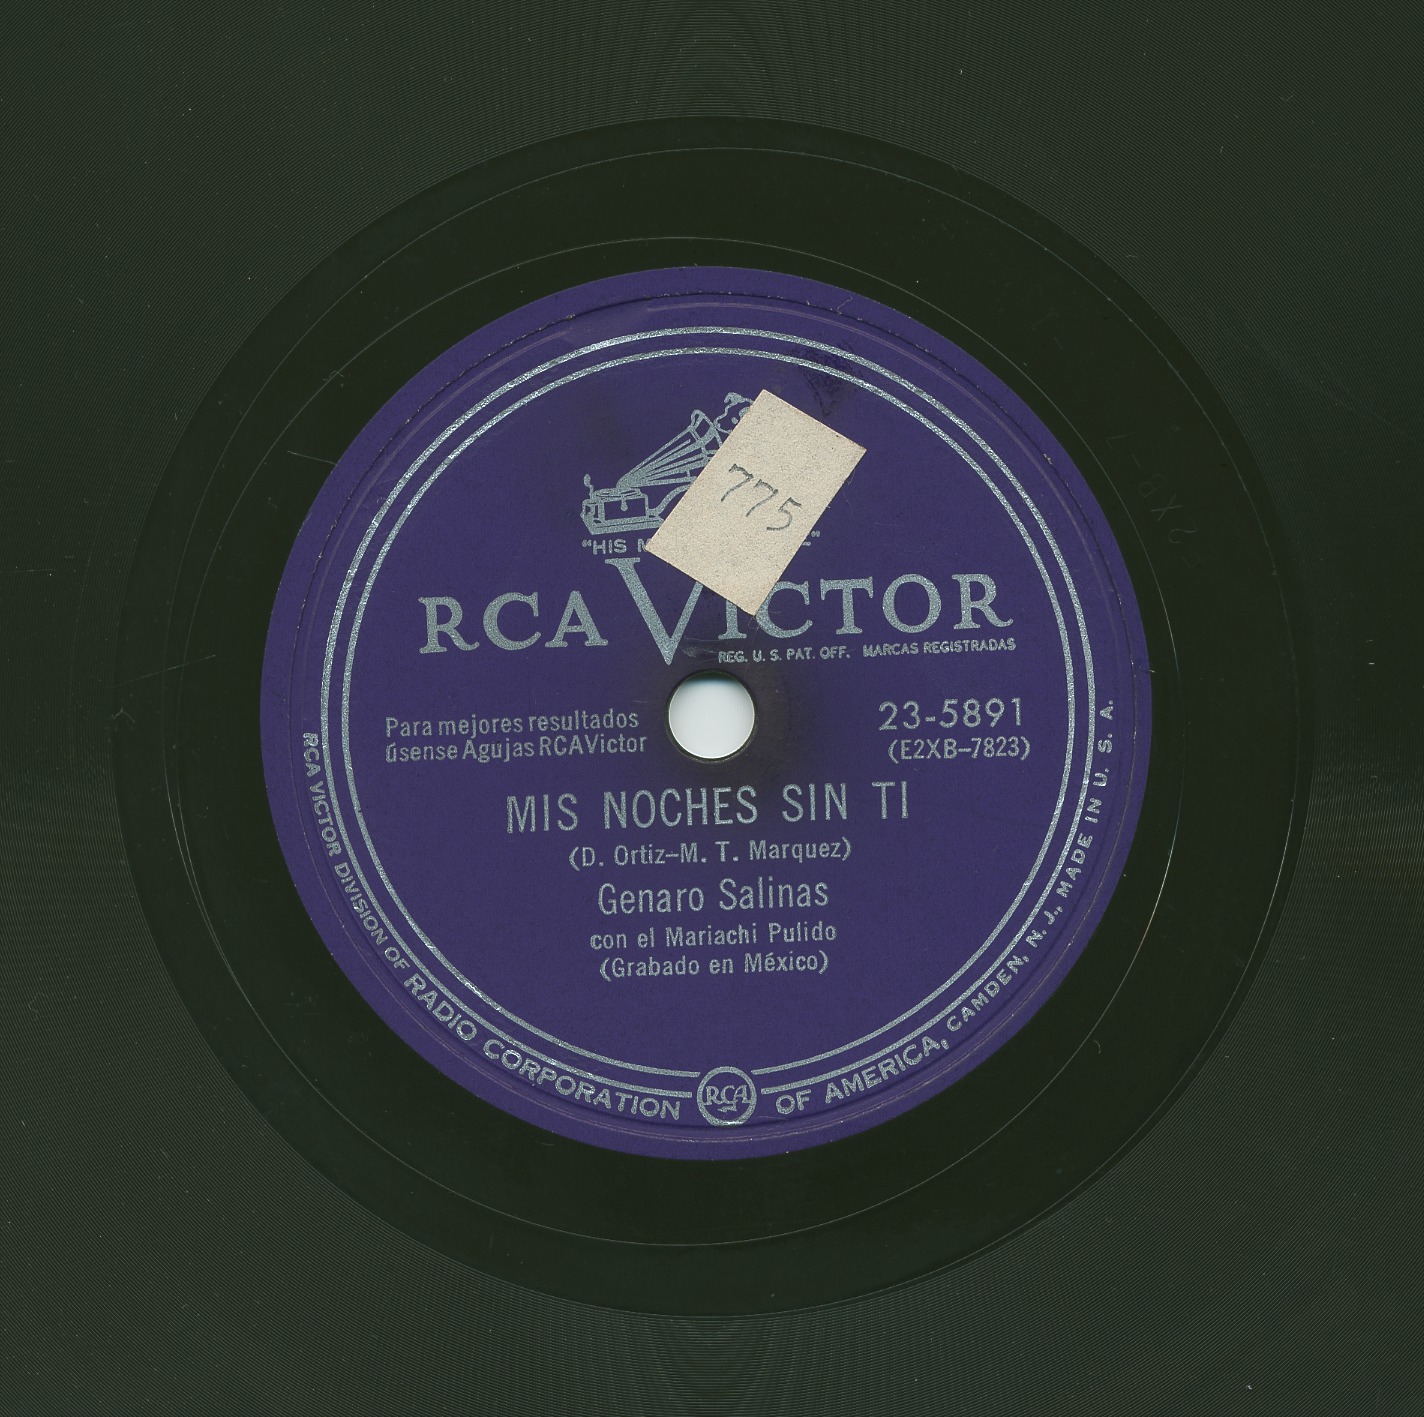 775
"HIS
RCA VICTOR
REG. U. S. PAT. OFF. MARCAS REGISTRADAS
Para mejores resultados
úsense Agujas RCA Victor
23-5891
(E2XB-7823)
MIS NOCHES SIN TI
(D. Ortiz-M. T. Marquez)
Genaro Salinas
con el Mariachi Pulido
(Grabado en México)
RCA VICTOR DIVISION OF RADIO CORPORATION RCA OF AMERICA, CAMDEN, N. J., MADE IN U. S. A.